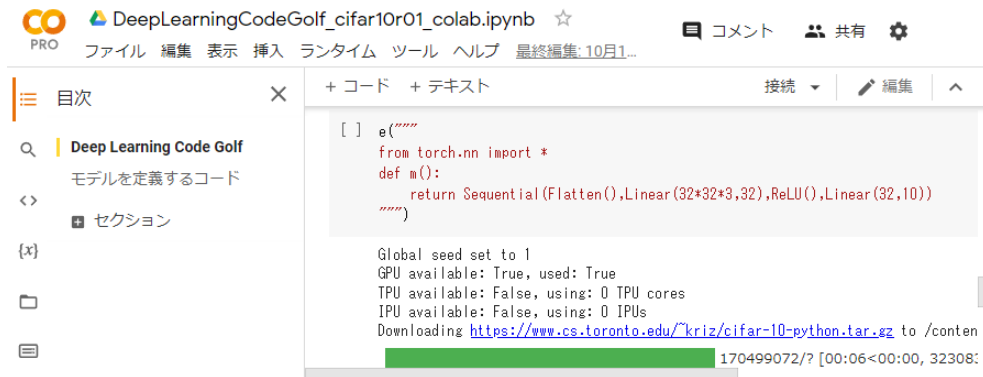 CO PRO
DeepLearningCodeGolf_cifar10r01_colab.ipynb
コメント 共有
ファイル 編集 表示 挿入 ランタイム ツール ヘルプ 最終編集: 10月1...
目次
+ コード + テキスト
接続 編集
Deep Learning Code Golf
モデルを定義するコード
セクション
<>
{x}
[ ] e("""
from torch.nn import *
def m():
    return Sequential(Flatten(),Linear(32*32*3,32),ReLU(),Linear(32,10))
""")
Global seed set to 1
GPU available: True, used: True
TPU available: False, using: 0 TPU cores
IPU available: False, using: 0 IPUs
Downloading https://www.cs.toronto.edu/~kriz/cifar-10-python.tar.gz to /conten
170499072/? [00:06<00:00, 32308